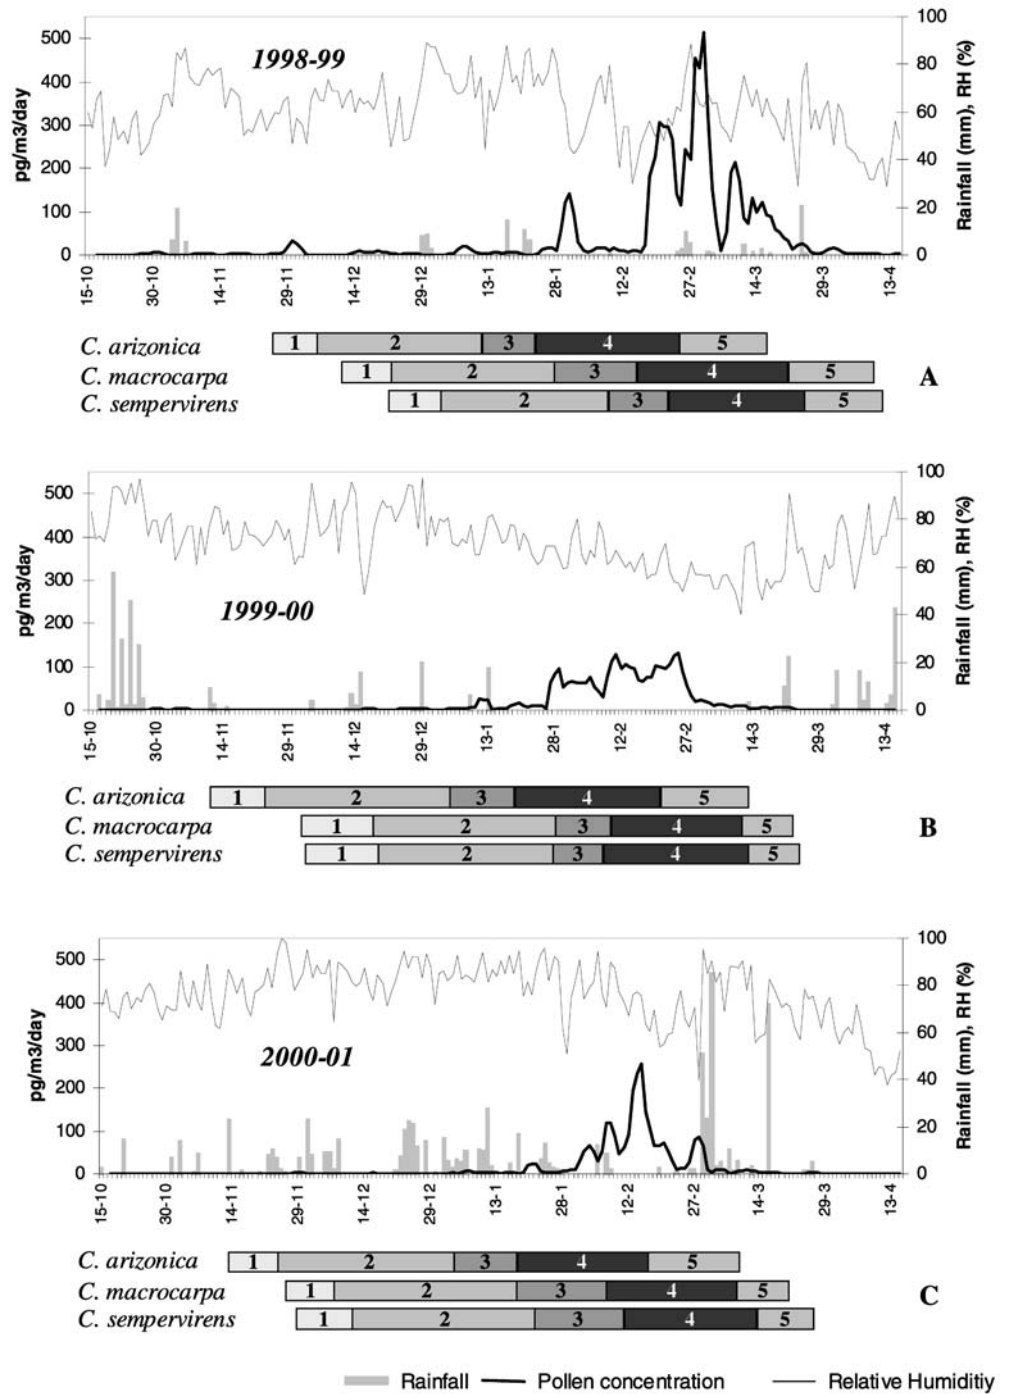 1998-99
pg/m3/day
500
400
300
200
100
0
Rainfall (mm), RH (%)
100
80
60
40
20
0
15-10 30-10 14-11 29-11 14-12 29-12 13-1 28-1 12-2 27-2 14-3 29-3 13-4
C. arizonica 1 2 3 4 5
C. macrocarpa 1 2 3 4 5 A
C. sempervirens 1 2 3 4 5
1999-00
pg/m3/day
500
400
300
200
100
0
Rainfall (mm), RH (%)
100
80
60
40
20
0
15-10 30-10 14-11 29-11 14-12 29-12 13-1 28-1 12-2 27-2 14-3 29-3 13-4
C. arizonica 1 2 3 4 5
C. macrocarpa 1 2 3 4 5 B
C. sempervirens 1 2 3 4 5
2000-01
pg/m3/day
500
400
300
200
100
0
Rainfall (mm), RH (%)
100
80
60
40
20
0
15-10 30-10 14-11 29-11 14-12 29-12 13-1 28-1 12-2 27-2 14-3 29-3 13-4
C. arizonica 1 2 3 4 5
C. macrocarpa 1 2 3 4 5 C
C. sempervirens 1 2 3 4 5
Rainfall Pollen concentration Relative Humiditiy